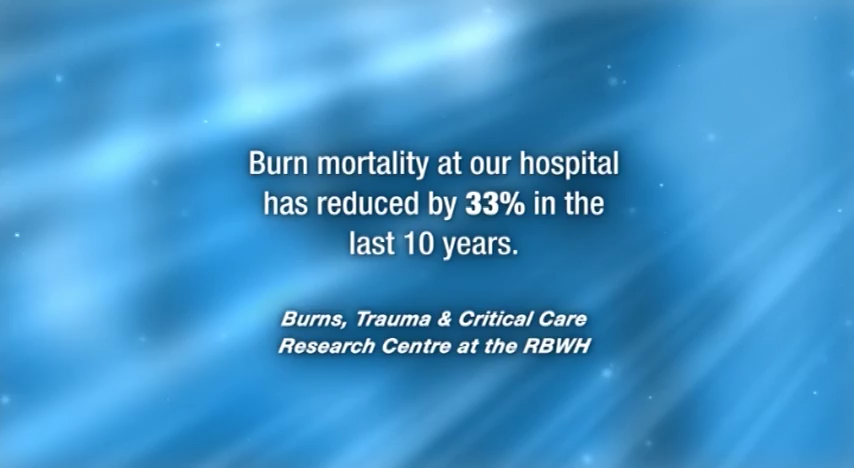 Burn mortality at our hospital
has reduced by 33% in the
last 10 years.
Burns, Trauma & Critical Care
Research Centre at the RBWH